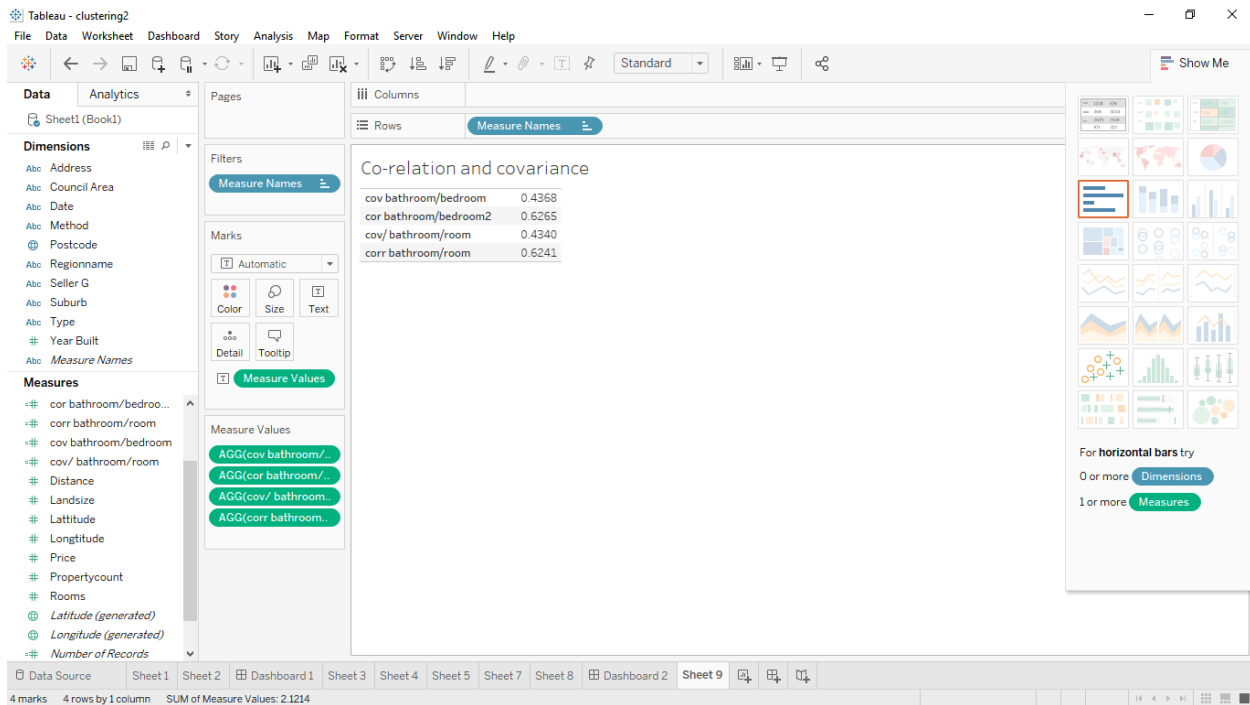 Tableau - clustering2
File Data Worksheet Dashboard Story Analysis Map Format Server Window Help
Standard
Show Me
Data Analytics
Sheet1 (Book1)
Dimensions
Abc Address
Abc Council Area
Abc Date
Abc Method
Postcode
Abc Regionname
Abc Seller G
Abc Suburb
Abc Type
# Year Built
Abc Measure Names
Measures
=# cor bathroom/bedroo...
=# corr bathroom/room
=# cov bathroom/bedroom
=# cov/ bathroom/room
# Distance
# Landsize
# Lattitude
# Longtitude
# Price
# Propertycount
# Rooms
Latitude (generated)
Longitude (generated)
=# Number of Records
Pages
Filters
Measure Names
Marks
Automatic
Color Size Text
Detail Tooltip
Measure Values
Measure Values
AGG(cov bathroom/..
AGG(cor bathroom/..
AGG(cov/ bathroom..
AGG(corr bathroom..
Columns
Rows Measure Names
Co-relation and covariance
cov bathroom/bedroom 0.4368
cor bathroom/bedroom2 0.6265
cov/ bathroom/room 0.4340
corr bathroom/room 0.6241
For horizontal bars try
0 or more Dimensions
1 or more Measures
Data Source Sheet 1 Sheet 2 Dashboard 1 Sheet 3 Sheet 4 Sheet 5 Sheet 7 Sheet 8 Dashboard 2 Sheet 9
4 marks 4 rows by 1 column SUM of Measure Values: 2.1214